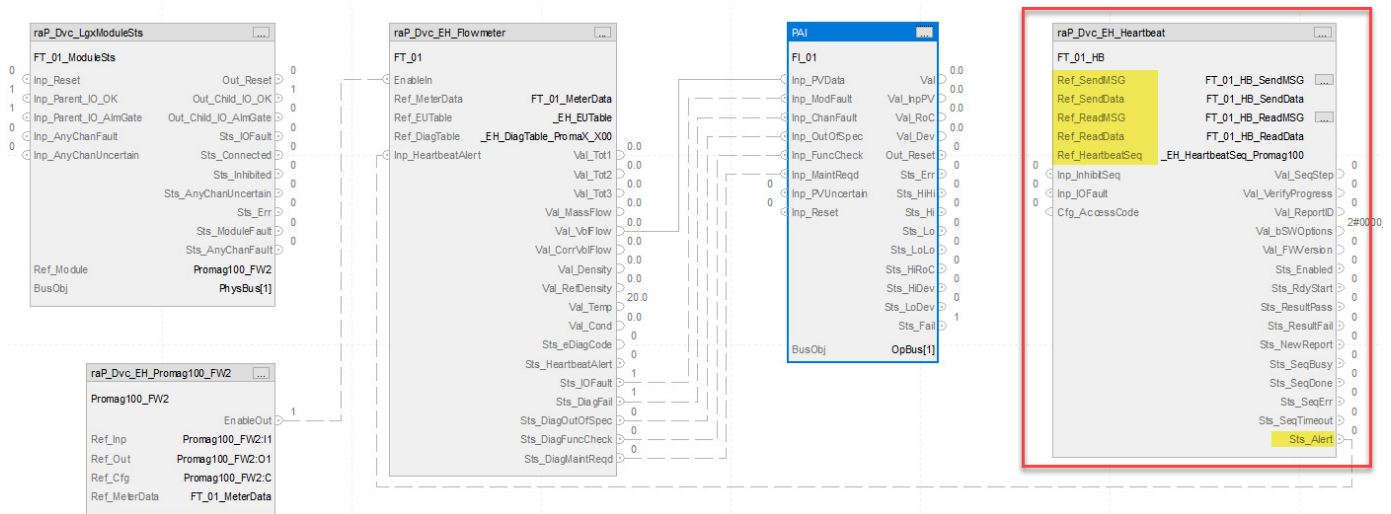 raP_Dvc_LgxModuleSts ...
FT_01_ModuleSts
0 Inp_Reset Out_Reset 0
1 Inp_Parent_IO_OK Out_Child_IO_OK 1
1 Inp_Parent_IO_AlmGate Out_Child_IO_AlmGate 0
0 Inp_AnyChanFault Sts_IOFault 0
0 Inp_AnyChanUncertain Sts_Connected 0
Sts_Inhibited 0
Sts_AnyChanUncertain 0
Sts_Err 0
Sts_ModuleFault 0
Sts_AnyChanFault 0
Ref_Module Promag100_FW2
BusObj PhysBus[1]
raP_Dvc_EH_Promag100_FW2 ...
Promag100_FW2
EnableOut 1
Ref_Inp Promag100_FW2:I1
Ref_Out Promag100_FW2:O1
Ref_Cfg Promag100_FW2:C
Ref_MeterData FT_01_MeterData
raP_Dvc_EH_Flowmeter ...
FT_01
EnableIn
Ref_MeterData FT_01_MeterData
Ref_EUTable _EH_EUTable
Ref_DiagTable _EH_DiagTable_PromaX_X00
Inp_HeartbeatAlert
Val_Tot1 0.0
Val_Tot2 0.0
Val_Tot3 0.0
Val_MassFlow 0.0
Val_VolFlow 0.0
Val_CorrVolFlow 0.0
Val_Density 0.0
Val_RefDensity 0.0
Val_Temp 20.0
Val_Cond 0.0
Sts_eDiagCode 0
Sts_HeartbeatAlert 0
Sts_IOFault 1
Sts_DiagFail 1
Sts_DiagOutOfSpec 0
Sts_DiagFuncCheck 0
Sts_DiagMaintReqd 0
PAI ...
FI_01
Inp_PVData Val 0.0
Inp_ModFault Val_InpPV 0.0
Inp_ChanFault Val_RoC 0.0
Inp_OutOfSpec Val_Dev 0.0
Inp_FuncCheck Out_Reset 0
Inp_MaintReqd Sts_Err 0
0 Inp_PVUncertain Sts_HiHi 0
0 Inp_Reset Sts_Hi 0
Sts_Lo 0
Sts_LoLo 0
Sts_HiRoC 0
Sts_HiDev 0
Sts_LoDev 0
Sts_Fail 1
BusObj OpBus[1]
raP_Dvc_EH_Heartbeat ...
FT_01_HB
Ref_SendMSG FT_01_HB_SendMSG ...
Ref_SendData FT_01_HB_SendData
Ref_ReadMSG FT_01_HB_ReadMSG ...
Ref_ReadData FT_01_HB_ReadData
Ref_HeartbeatSeq _EH_HeartbeatSeq_Promag100
0 Inp_InhibitSeq Val_SeqStep 0
0 Inp_IOFault Val_VerifyProgress 0
0 Cfg_AccessCode Val_ReportID 0
Val_bSWOptions 2#0000_
Val_FWVersion 0
Sts_Enabled 0
Sts_RdyStart 0
Sts_ResultPass 0
Sts_ResultFail 0
Sts_NewReport 0
Sts_SeqBusy 0
Sts_SeqDone 0
Sts_SeqErr 0
Sts_SeqTimeout 0
Sts_Alert 0